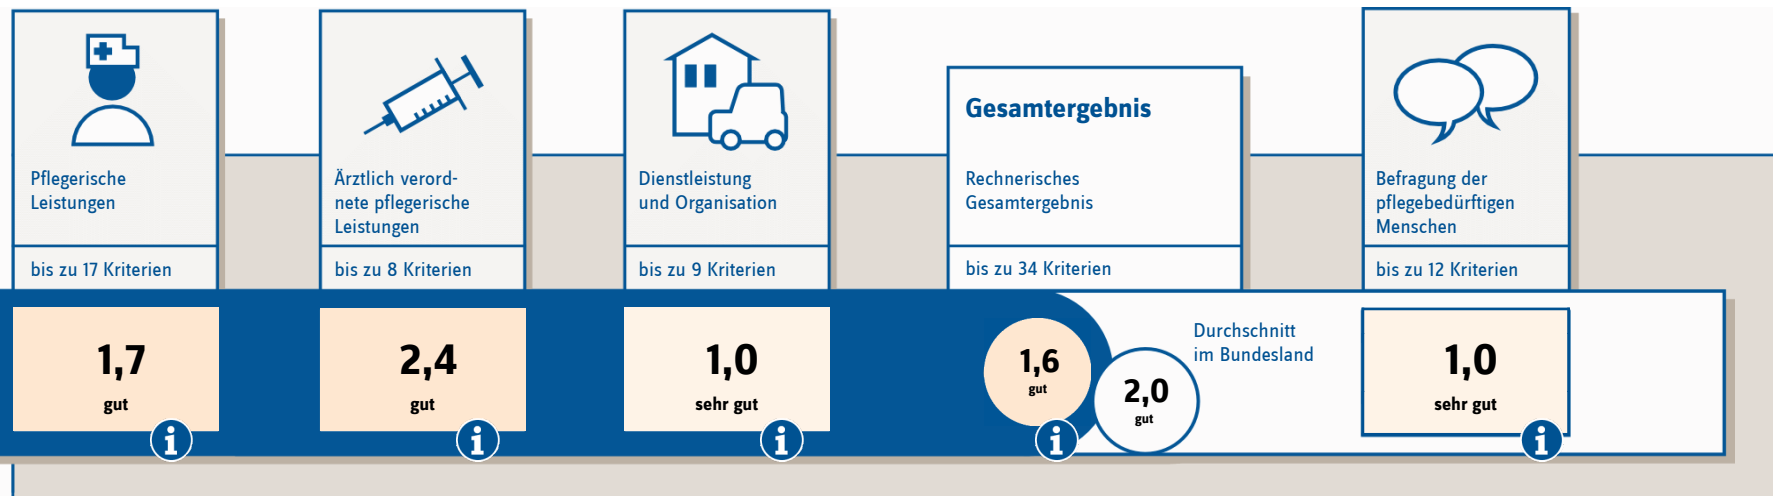 Pflegerische
Leistungen
bis zu 17 Kriterien
1,7
gut
i
Ärztlich verord-
nete pflegerische
Leistungen
bis zu 8 Kriterien
2,4
gut
i
Dienstleistung
und Organisation
bis zu 9 Kriterien
1,0
sehr gut
i
Gesamtergebnis
Rechnerisches
Gesamtergebnis
bis zu 34 Kriterien
1,6
gut
i
2,0
gut
Durchschnitt
im Bundesland
Befragung der
pflegebedürftigen
Menschen
bis zu 12 Kriterien
1,0
sehr gut
i